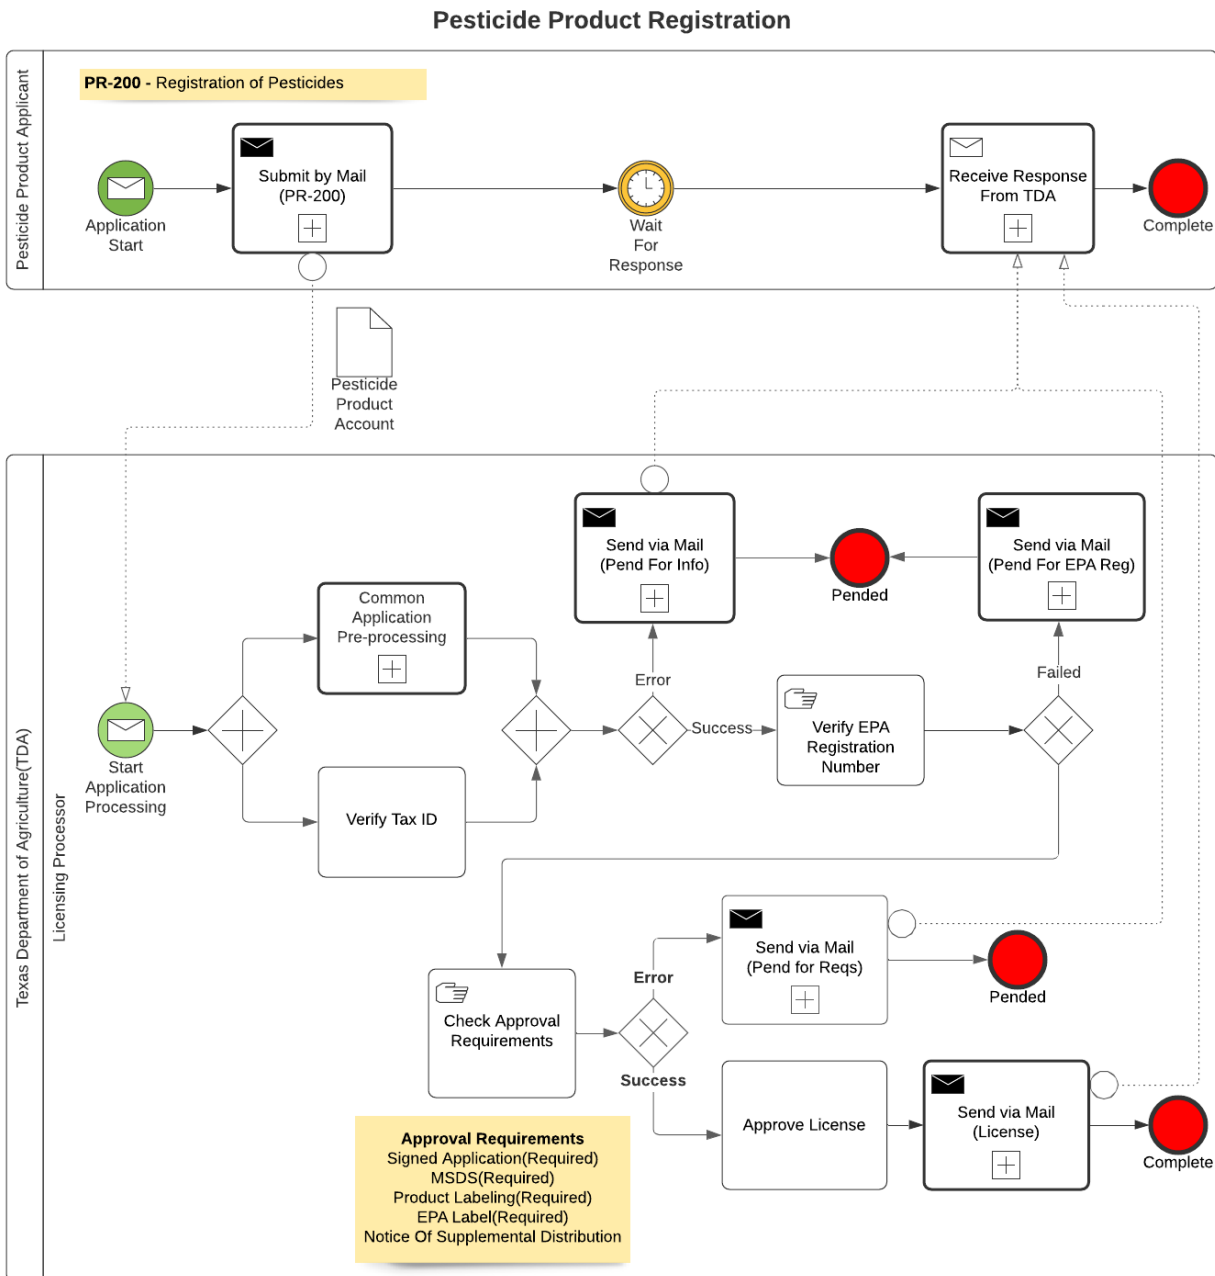 Pesticide Product Registration
Pesticide Product Applicant
PR-200 - Registration of Pesticides
Application
Start
Submit by Mail
(PR-200)
Wait
For
Response
Receive Response
From TDA
Complete
Pesticide
Product
Account
Texas Department of Agriculture(TDA)
Licensing Processor
Send via Mail
(Pend For Info)
Pended
Send via Mail
(Pend For EPA Reg)
Common
Application
Pre-processing
Error
Failed
Start
Application
Processing
Success
Verify EPA
Registration
Number
Verify Tax ID
Send via Mail
(Pend for Reqs)
Pended
Error
Check Approval
Requirements
Success
Approve License
Send via Mail
(License)
Complete
Approval Requirements
Signed Application(Required)
MSDS(Required)
Product Labeling(Required)
EPA Label(Required)
Notice Of Supplemental Distribution